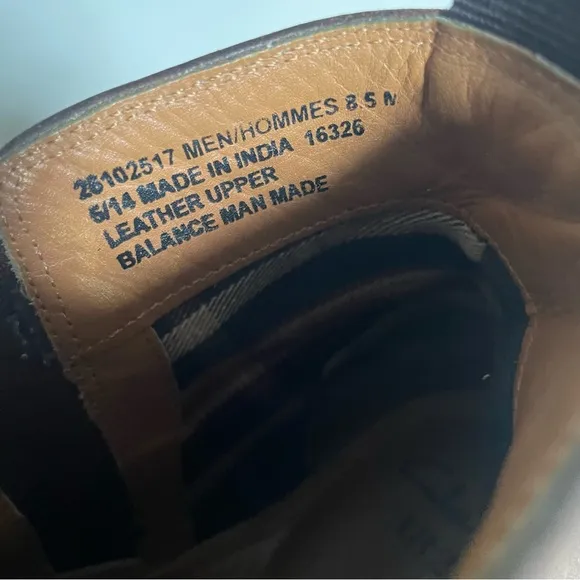 26102517 MEN/HOMMES 8.5 M
5/14 MADE IN INDIA 16326
LEATHER UPPER
BALANCE MAN MADE